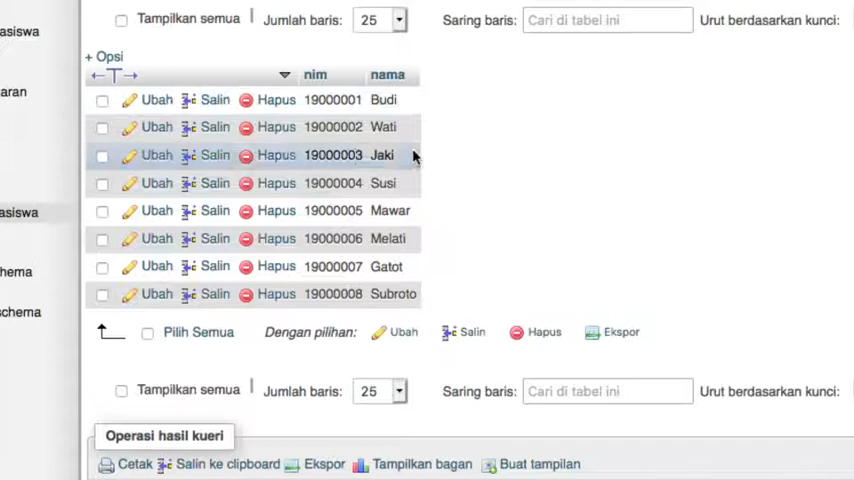 asiswa
Tampilkan semua Jumlah baris: 25 Saring baris: Cari di tabel ini Urut berdasarkan kunci:
+ Opsi
nim nama
aran
Ubah Salin Hapus 19000001 Budi
Ubah Salin Hapus 19000002 Wati
Ubah Salin Hapus 19000003 Jaki
Ubah Salin Hapus 19000004 Susi
asiswa
Ubah Salin Hapus 19000005 Mawar
Ubah Salin Hapus 19000006 Melati
hema
Ubah Salin Hapus 19000007 Gatot
Ubah Salin Hapus 19000008 Subroto
schema
Pilih Semua Dengan pilihan: Ubah Salin Hapus Ekspor
Tampilkan semua Jumlah baris: 25 Saring baris: Cari di tabel ini Urut berdasarkan kunci:
Operasi hasil kueri
Cetak Salin ke clipboard Ekspor Tampilkan bagan Buat tampilan